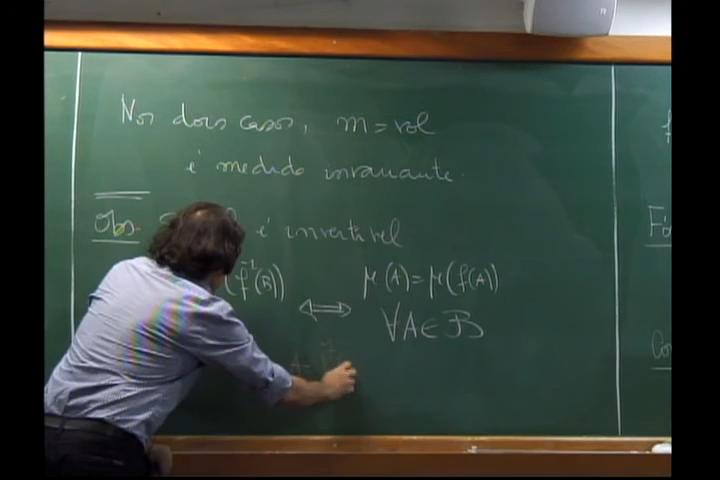 Nos dois casos, m = vol
é medida invariante.
Obs. é invertível
(f⁻¹(B)) ⟺ μ(A) = μ(f(A))
∀A ∈ B
A =